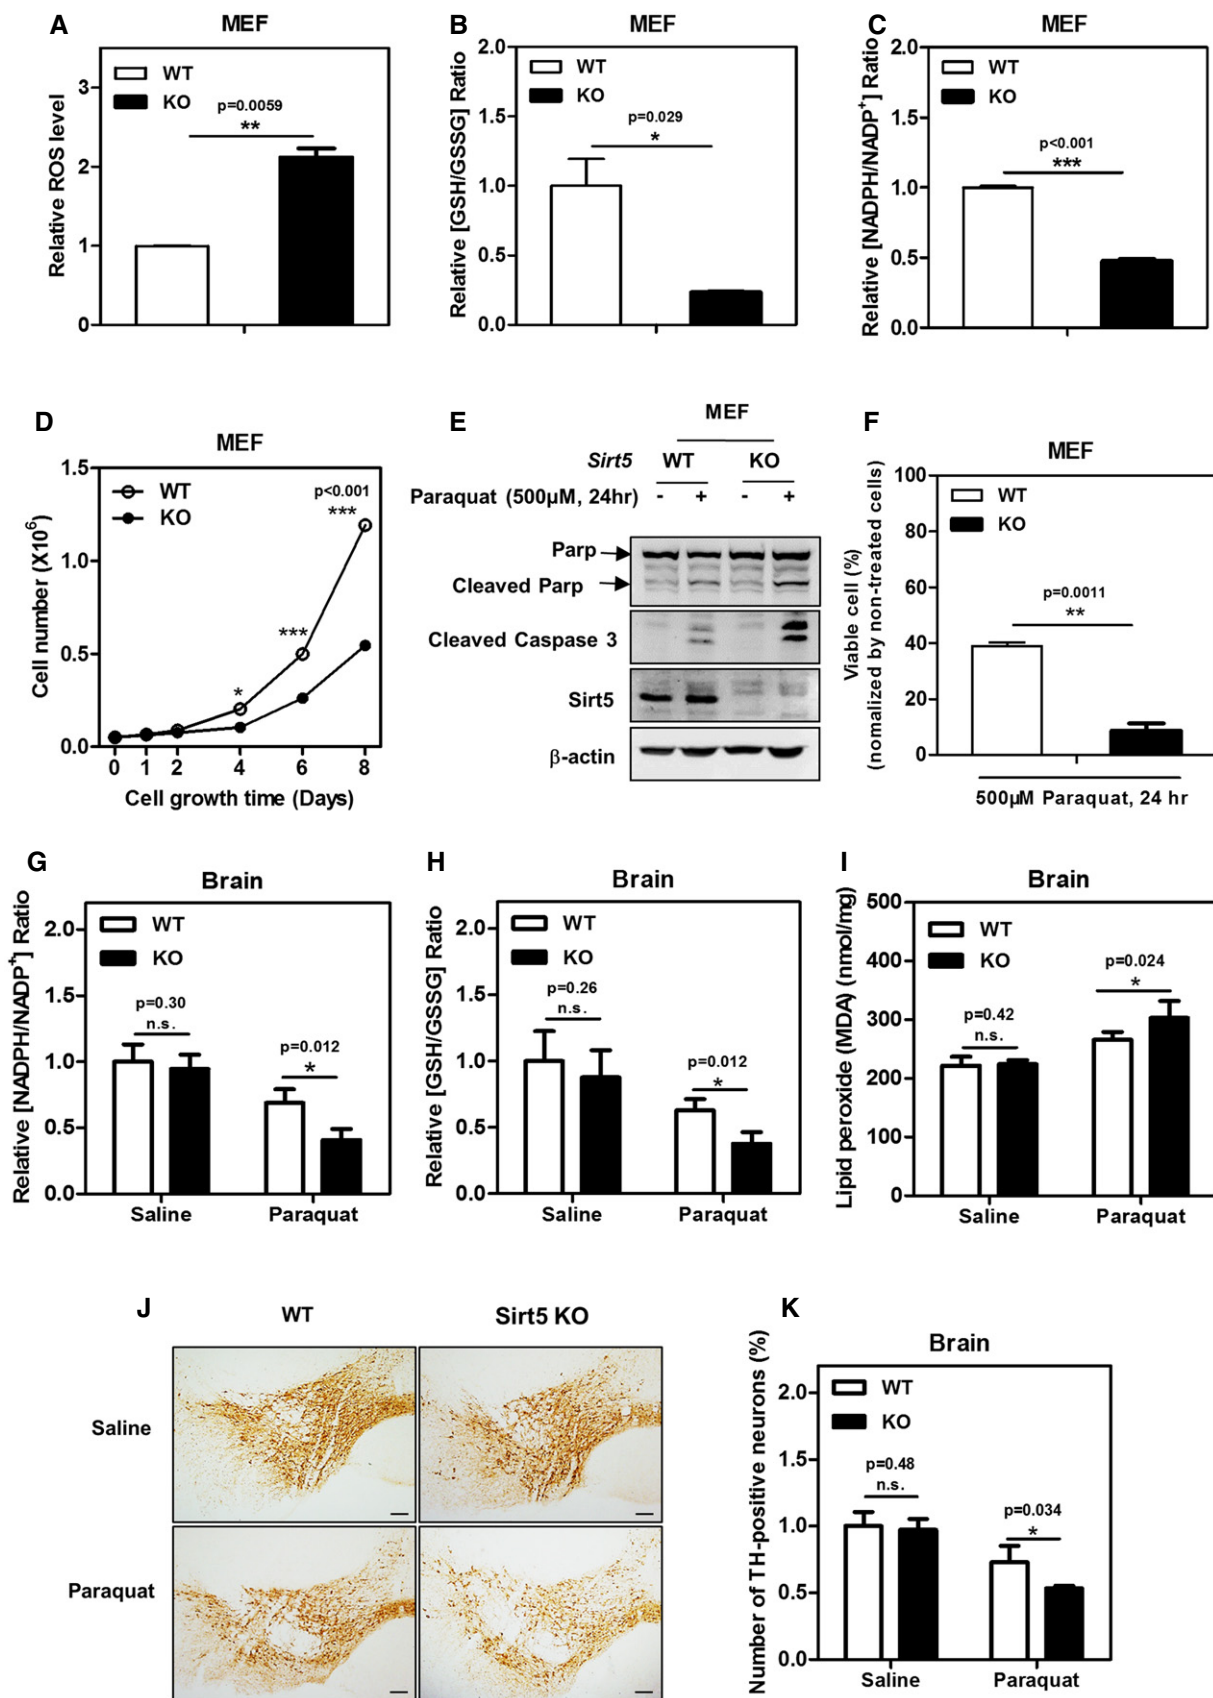 A
MEF
Relative ROS level
3
2
1
0
WT
KO
p=0.0059
**
B
MEF
Relative [GSH/GSSG] Ratio
2.0
1.5
1.0
0.5
0.0
WT
KO
p=0.029
*
C
MEF
Relative [NADPH/NADP+] Ratio
2.0
1.5
1.0
0.5
0.0
WT
KO
p<0.001
***
D
MEF
Cell number (X10^6)
1.5
1.0
0.5
0.0
WT
KO
p<0.001
***
***
*
0 1 2 4 6 8
Cell growth time (Days)
E
MEF
Sirt5 WT KO
Paraquat (500µM, 24hr) - + - +
Parp
Cleaved Parp
Cleaved Caspase 3
Sirt5
β-actin
F
MEF
Viable cell (%)
(nomalized by non-treated cells)
100
80
60
40
20
0
WT
KO
p=0.0011
**
500µM Paraquat, 24 hr
G
Brain
Relative [NADPH/NADP+] Ratio
2.0
1.5
1.0
0.5
0.0
WT
KO
p=0.30
n.s.
p=0.012
*
Saline Paraquat
H
Brain
Relative [GSH/GSSG] Ratio
2.0
1.5
1.0
0.5
0.0
WT
KO
p=0.26
n.s.
p=0.012
*
Saline Paraquat
I
Brain
Lipid peroxide (MDA) (nmol/mg)
500
400
300
200
100
0
WT
KO
p=0.42
n.s.
p=0.024
*
Saline Paraquat
J
WT Sirt5 KO
Saline
Paraquat
K
Brain
Number of TH-positive neurons (%)
2.0
1.5
1.0
0.5
0.0
WT
KO
p=0.48
n.s.
p=0.034
*
Saline Paraquat